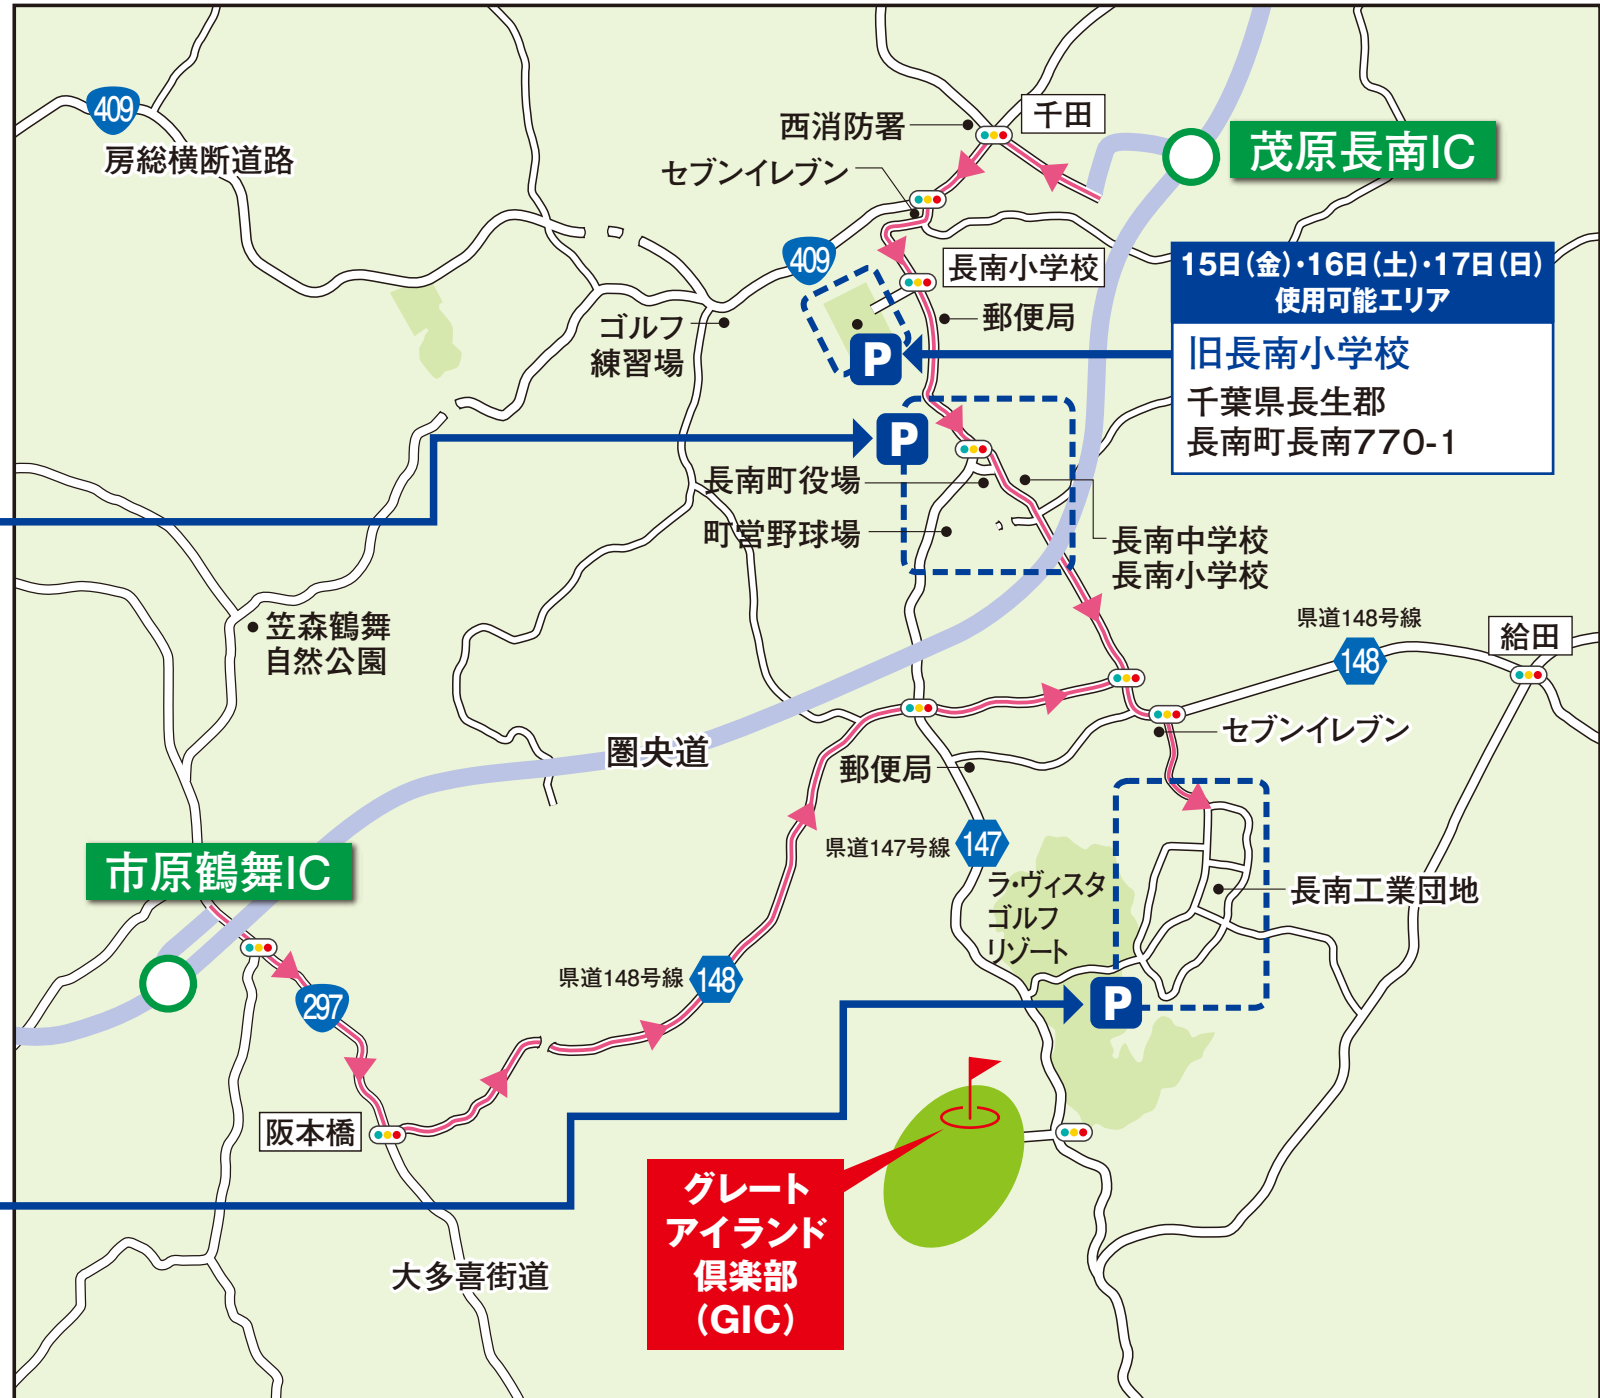 409
房総横断道路
西消防署
千田
セブンイレブン
茂原長南IC
409
長南小学校
15日(金)・16日(土)・17日(日)
使用可能エリア
旧長南小学校
千葉県長生郡
長南町長南770-1
ゴルフ
練習場
郵便局
P
P
長南町役場
町営野球場
長南中学校
長南小学校
笠森鶴舞
自然公園
県道148号線
148
給田
圏央道
セブンイレブン
郵便局
県道147号線
147
市原鶴舞IC
ラ・ヴィスタ
ゴルフ
リゾート
長南工業団地
県道148号線
148
297
P
阪本橋
グレート
アイランド
倶楽部
(GIC)
大多喜街道